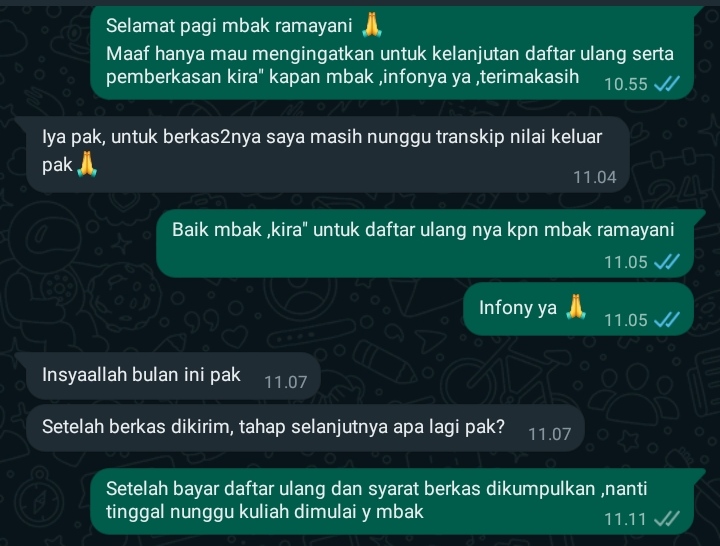 Selamat pagi mbak ramayani 🙏
Maaf hanya mau mengingatkan untuk kelanjutan daftar ulang serta
pemberkasan kira" kapan mbak ,infonya ya ,terimakasih
10.55
Iya pak, untuk berkas2nya saya masih nunggu transkip nilai keluar
pak🙏
11.04
Baik mbak ,kira" untuk daftar ulang nya kpn mbak ramayani
11.05
Infony ya 🙏
11.05
Insyaallah bulan ini pak
11.07
Setelah berkas dikirim, tahap selanjutnya apa lagi pak?
11.07
Setelah bayar daftar ulang dan syarat berkas dikumpulkan ,nanti
tinggal nunggu kuliah dimulai y mbak
11.11